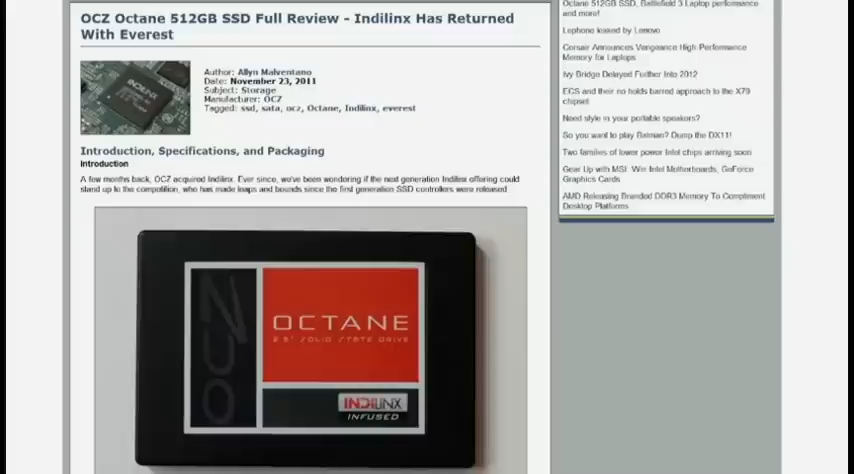 OCZ Octane 512GB SSD Full Review - Indilinx Has Returned
With Everest
INDILINX
Author: Allyn Malventano
Date: November 23, 2011
Subject: Storage
Manufacturer: OCZ
Tagged: ssd, sata, ocz, Octane, Indilinx, everest
Introduction, Specifications, and Packaging
Introduction
A few months back, OCZ acquired Indilinx. Ever since, we've been wondering if the next generation Indilinx offering could
stand up to the competition, who has made leaps and bounds since the first generation SSD controllers were released
OCTANE
2.5" SOLID STATE DRIVE
INDILINX
INFUSED
Octane 512GB SSD, Battlefield 3 Laptop performance
and more!
Lephone leaked by Lenovo
Corsair Announces Vengeance High Performance
Memory for Laptops
Ivy Bridge Delayed Further Into 2012
ECS and their no holds barred approach to the X79
chipset
Need style in your portable speakers?
So you want to play Batman? Dump the DX11!
Two families of lower power Intel chips arriving soon
Gear Up with MSI: Win Intel Motherboards, GeForce
Graphics Cards
AMD Releasing Branded DDR3 Memory To Compliment
Desktop Platforms